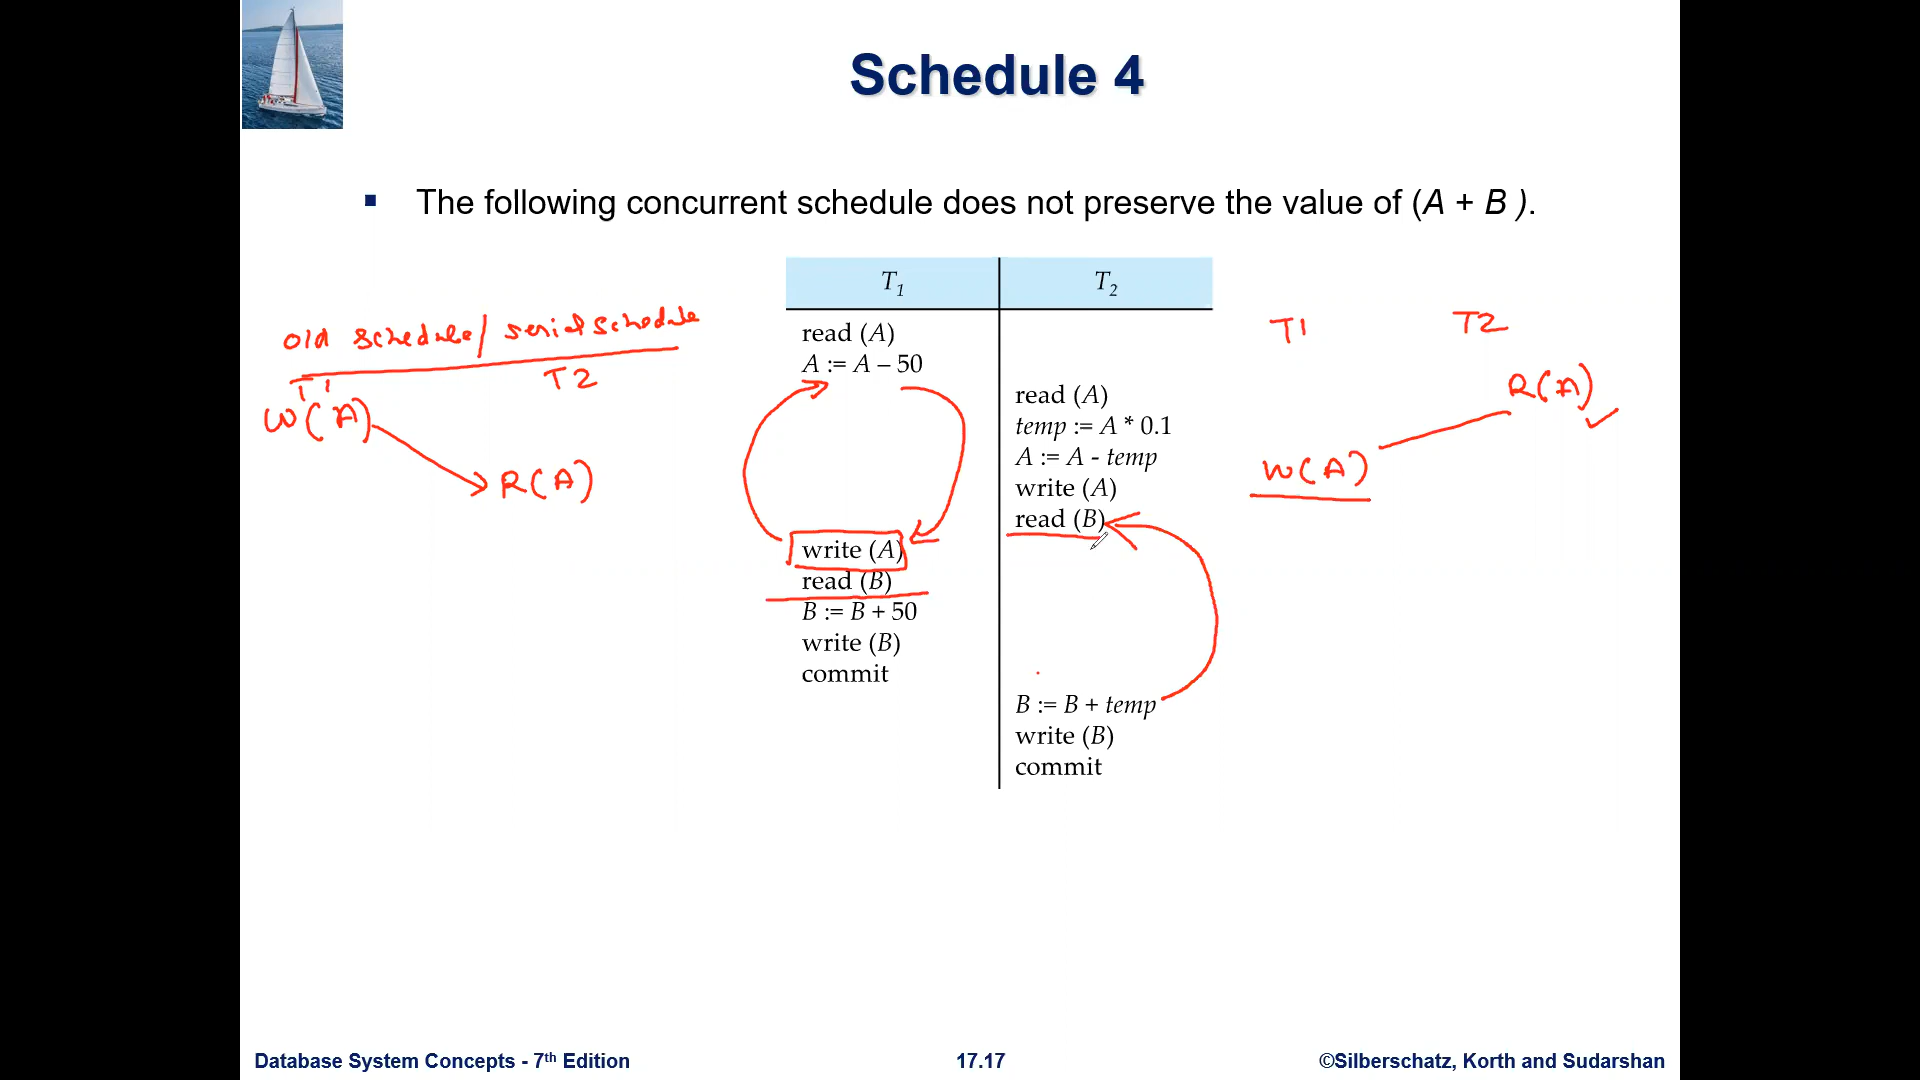 Schedule 4
▪ The following concurrent schedule does not preserve the value of (A + B ).
old schedule/ serial schedule
T1 T2
W(A)
R(A)
T1 T2
read (A)
A := A – 50
read (A)
temp := A * 0.1
A := A - temp
write (A)
read (B)
write (A)
read (B)
B := B + 50
write (B)
commit
B := B + temp
write (B)
commit
T1 T2
R(A)
W(A)
Database System Concepts - 7th Edition 17.17 ©Silberschatz, Korth and Sudarshan